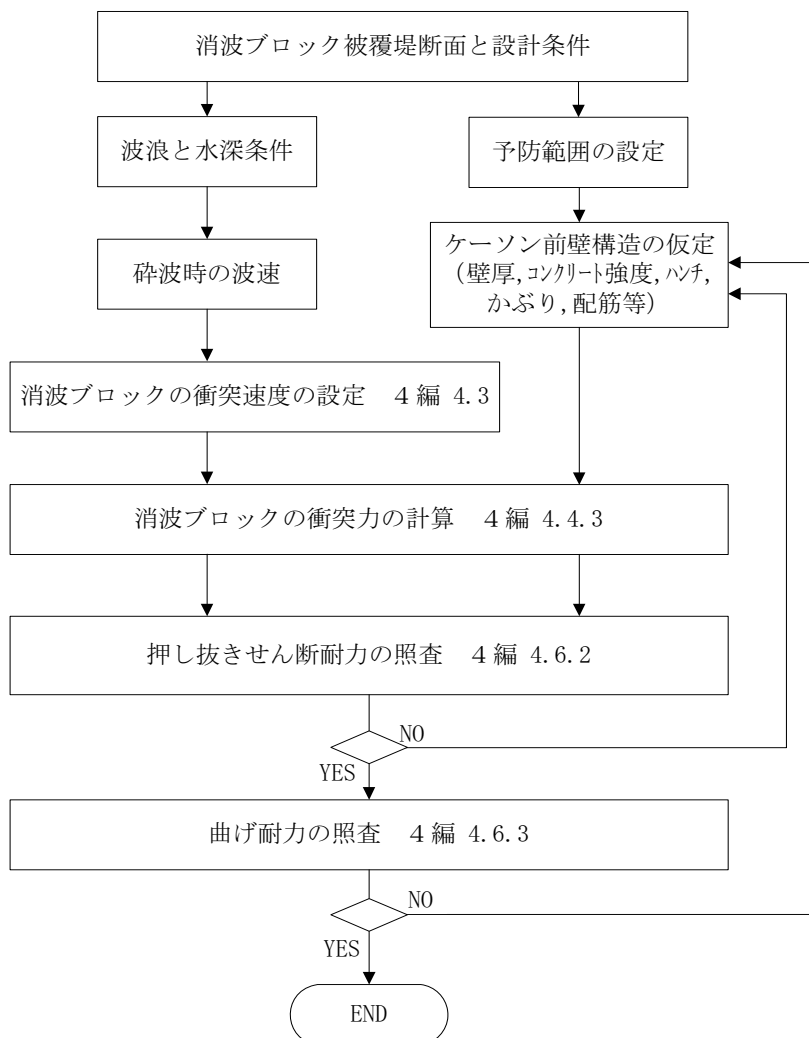 消波ブロック被覆堤断面と設計条件
波浪と水深条件
予防範囲の設定
砕波時の波速
ケーソン前壁構造の仮定
(壁厚,ｺﾝｸﾘｰﾄ強度,ﾊﾝﾁ,
かぶり,配筋等)
消波ブロックの衝突速度の設定　４編 4.3
消波ブロックの衝突力の計算　４編 4.4.3
押し抜きせん断耐力の照査　４編 4.6.2
NO
YES
曲げ耐力の照査　４編 4.6.3
NO
YES
END